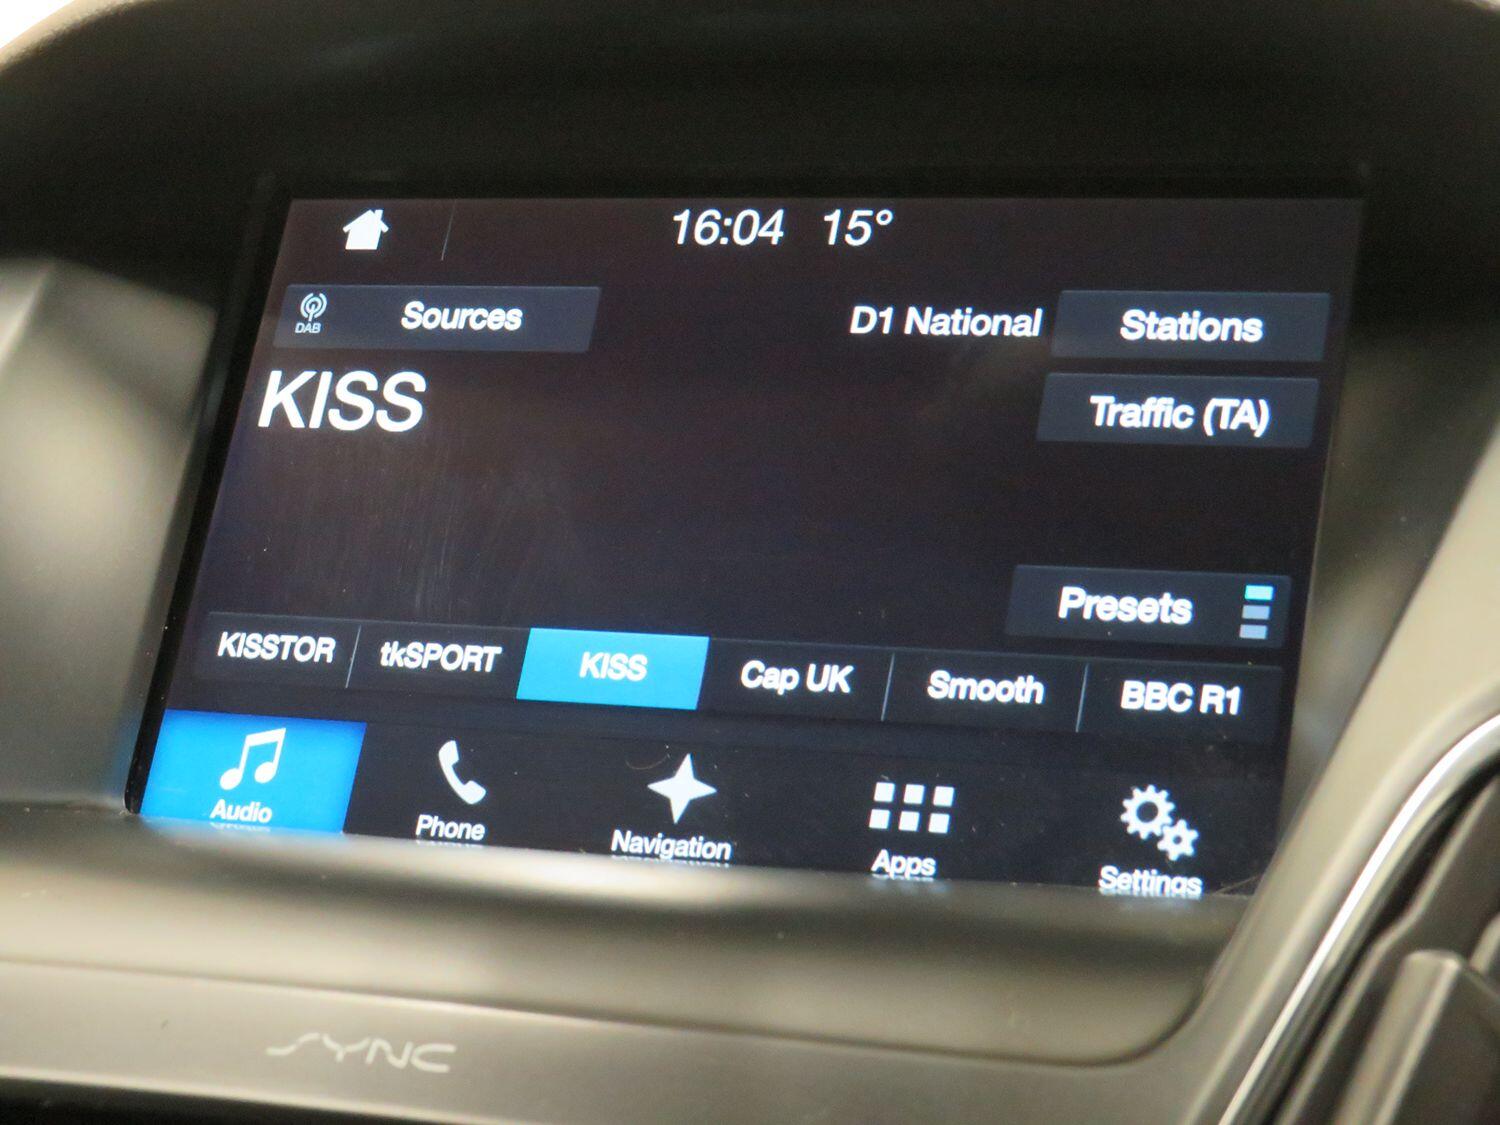 16:04 15°
DAB
Sources
D1 National
Stations
KISS
Traffic (TA)
Presets
KISSTOR
tkSPORT
KISS
Cap UK
Smooth
BBC R1
Audio
Phone
Navigation
Apps
Settings
SYNC